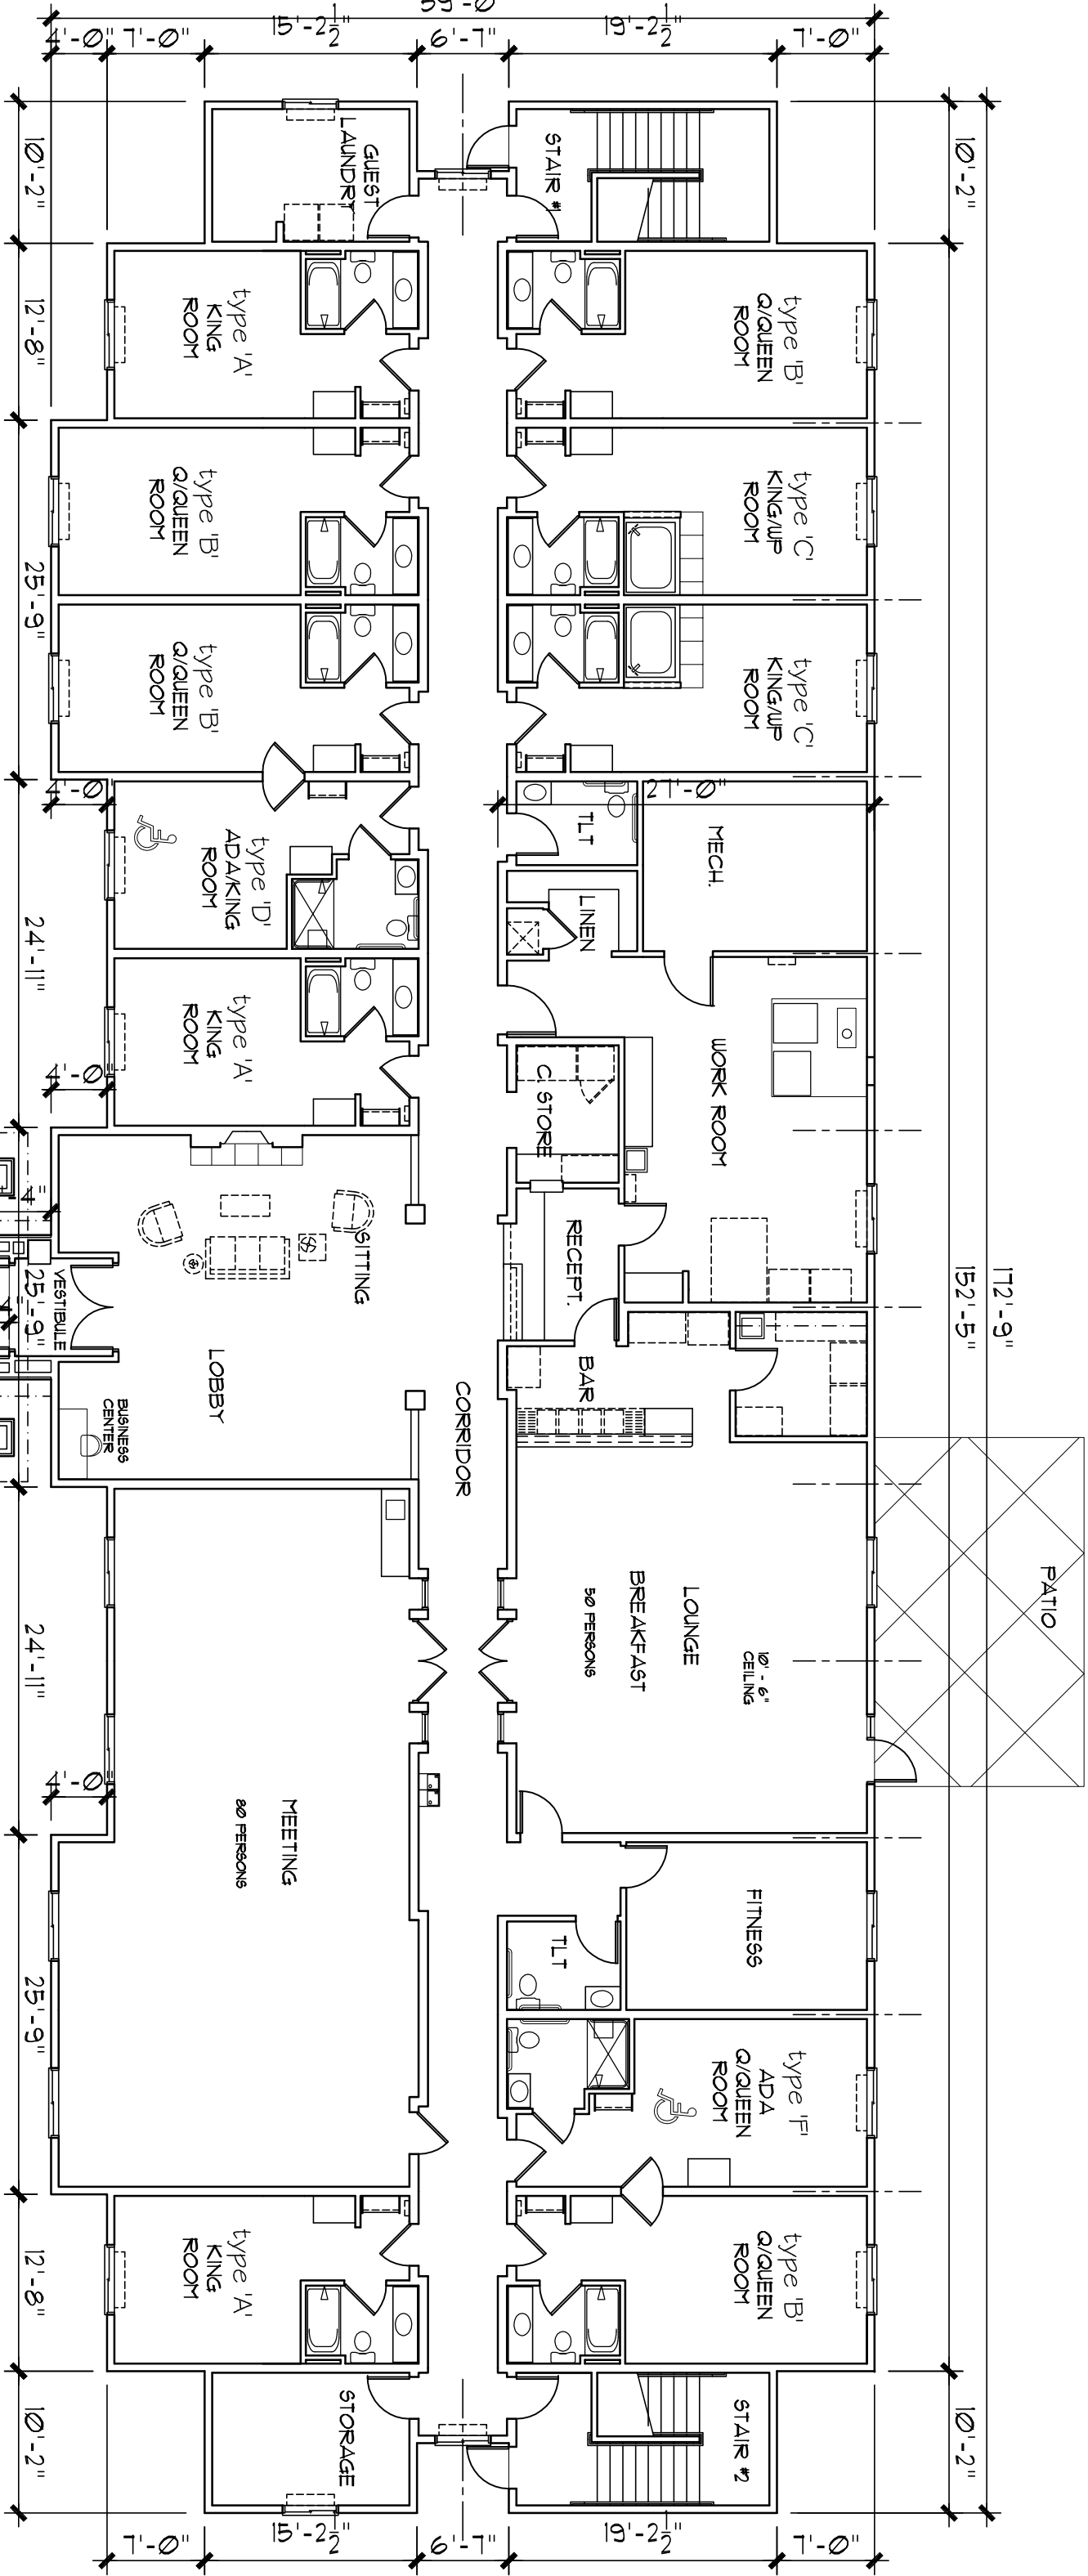 172'-9"
10'-2"
152'-5"
10'-2"
PATIO
7'-0"
19'-2 1/2"
6'-7"
15'-2 1/2"
7'-0"
4'-0"
59'-0"
STAIR #1
GUEST
LAUNDRY
type 'B'
Q/QUEEN
ROOM
type 'C'
KING/WP
ROOM
type 'C'
KING/WP
ROOM
27'-0"
MECH.
TLT
LINEN
WORK ROOM
C. STORE
RECEPT.
BAR
10' - 6"
CEILING
LOUNGE
BREAKFAST
50 PERSONS
FITNESS
TLT
type 'F'
ADA
Q/QUEEN
ROOM
type 'B'
Q/QUEEN
ROOM
STAIR #2
CORRIDOR
type 'A'
KING
ROOM
type 'B'
Q/QUEEN
ROOM
type 'B'
Q/QUEEN
ROOM
type 'D'
ADA/KING
ROOM
type 'A'
KING
ROOM
SITTING
LOBBY
VESTIBULE
BUSINESS
CENTER
MEETING
80 PERSONS
type 'A'
KING
ROOM
STORAGE
4'-0"
4'-0"
4'-0"
10'-2"
12'-8"
25'-9"
24'-11"
25'-9"
24'-11"
25'-9"
12'-8"
10'-2"
7'-0"
19'-2 1/2"
6'-7"
15'-2 1/2"
7'-0"